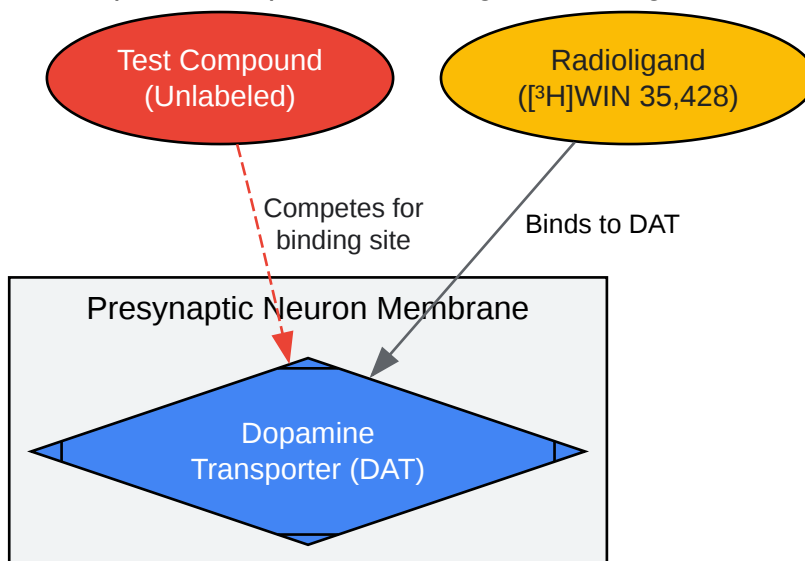 Test Compound
(Unlabeled)
Radioligand
([³H]WIN 35,428)
Competes for
binding site
Binds to DAT
Presynaptic Neuron Membrane
Dopamine
Transporter (DAT)